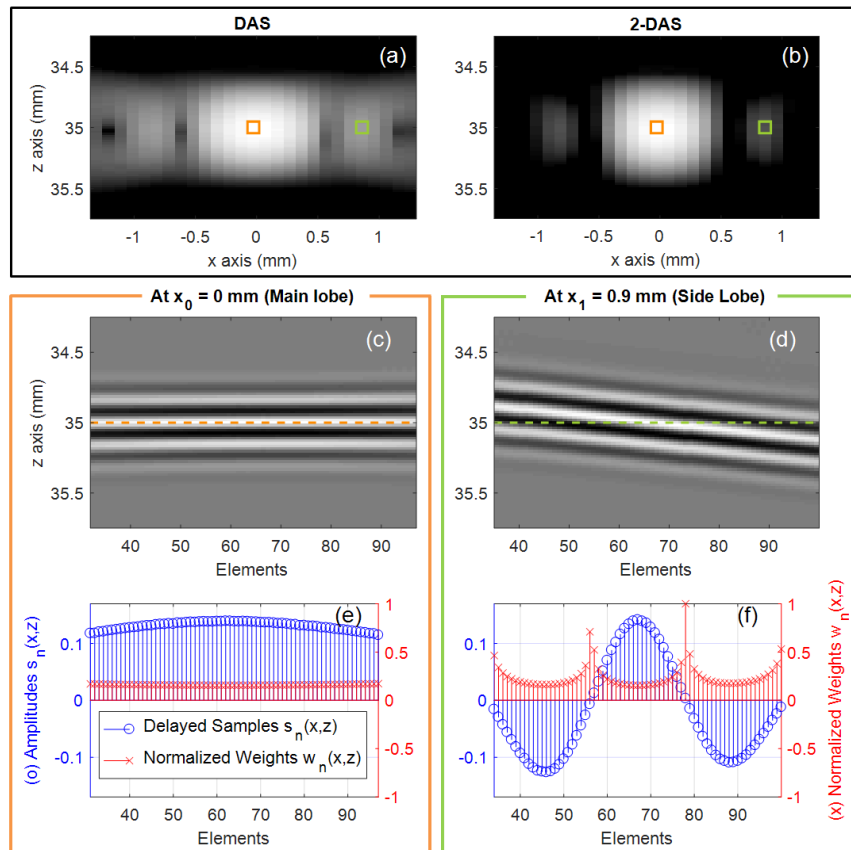 DAS 2-DAS
(a) (b)
34.5 34.5
35 35
35.5 35.5
-1 -0.5 0 0.5 1 -1 -0.5 0 0.5 1
x axis (mm) x axis (mm)
z axis (mm) z axis (mm)
At x0 = 0 mm (Main lobe) At x1 = 0.9 mm (Side Lobe)
(c) (d)
34.5 34.5
35 35
35.5 35.5
z axis (mm)
40 50 60 70 80 90 40 50 60 70 80 90
Elements Elements
(e) (f)
0.1 1 0.1 1
0.5 0.5
0 0 0 0
-0.1 -0.5 -0.1 -0.5
-1 -1
Delayed Samples sn(x,z)
Normalized Weights wn(x,z)
(o) Amplitudes sn(x,z)
(x) Normalized Weights wn(x,z)
40 50 60 70 80 90 40 50 60 70 80 90
Elements Elements